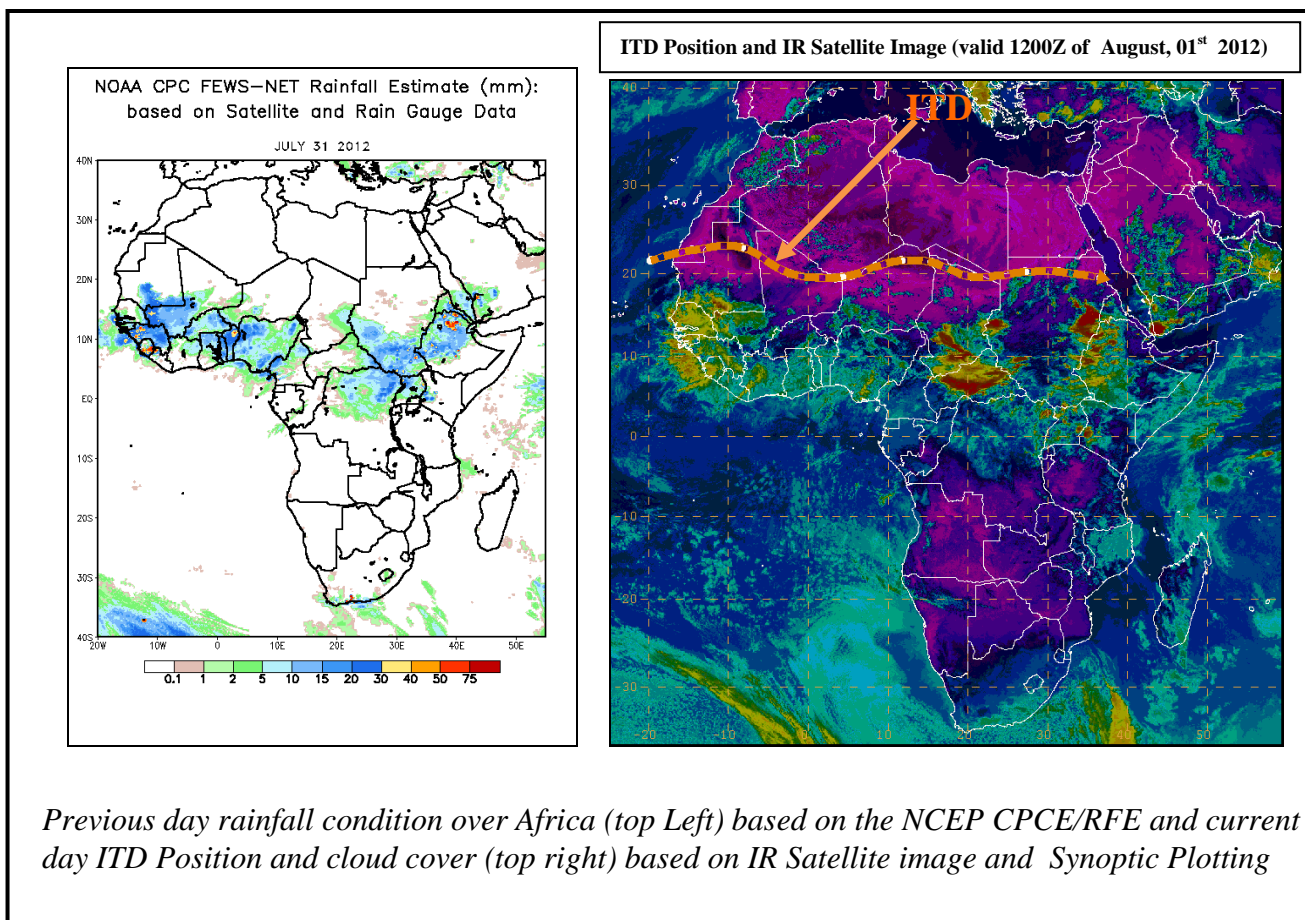 ITD Position and IR Satellite Image (valid 1200Z of August, 01st 2012)
NOAA CPC FEWS-NET Rainfall Estimate (mm):
based on Satellite and Rain Gauge Data
JULY 31 2012
40N
30N
20N
10N
EQ
10S
20S
30S
40S
20W 10W 0 10E 20E 30E 40E 50E
0.1 1 2 5 10 15 20 30 40 50 75
ITD
40
30
20
10
0
-10
-20
-30
-20 -10 0 10 20 30 40 50
Previous day rainfall condition over Africa (top Left) based on the NCEP CPCE/RFE and current
day ITD Position and cloud cover (top right) based on IR Satellite image and Synoptic Plotting